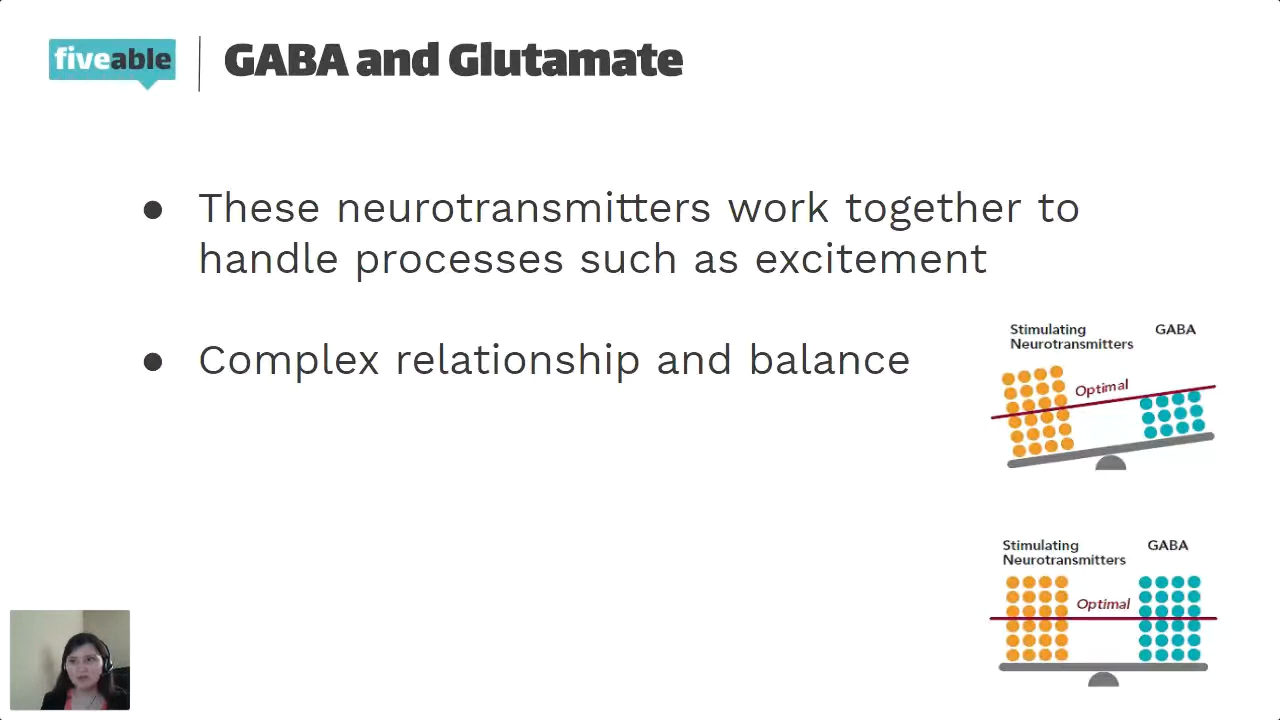 fiveable
GABA and Glutamate
● These neurotransmitters work together to
handle processes such as excitement
● Complex relationship and balance
Stimulating
Neurotransmitters
GABA
Optimal
Stimulating
Neurotransmitters
GABA
Optimal